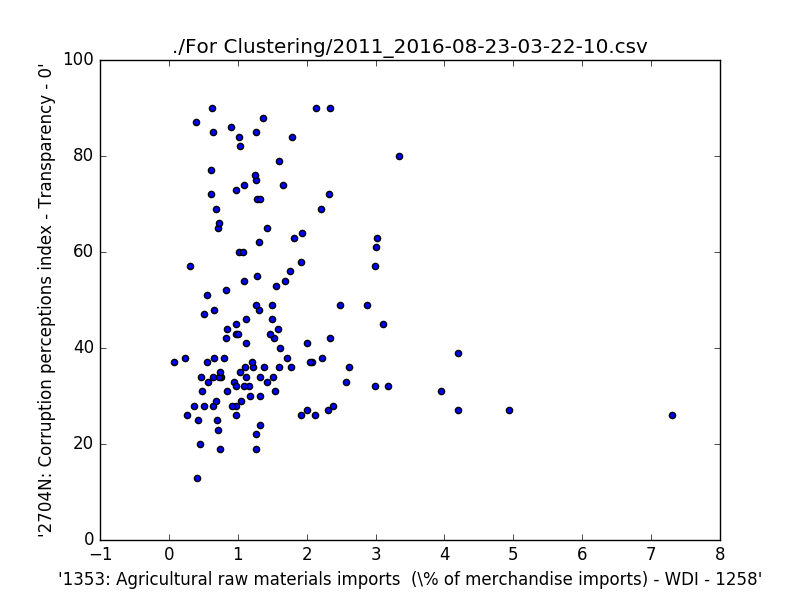 ./For Clustering/2011_2016-08-23-03-22-10.csv
'2704N: Corruption perceptions index - Transparency - 0'
100
80
60
40
20
0
−1 0 1 2 3 4 5 6 7 8
'1353: Agricultural raw materials imports  (\% of merchandise imports) - WDI - 1258'